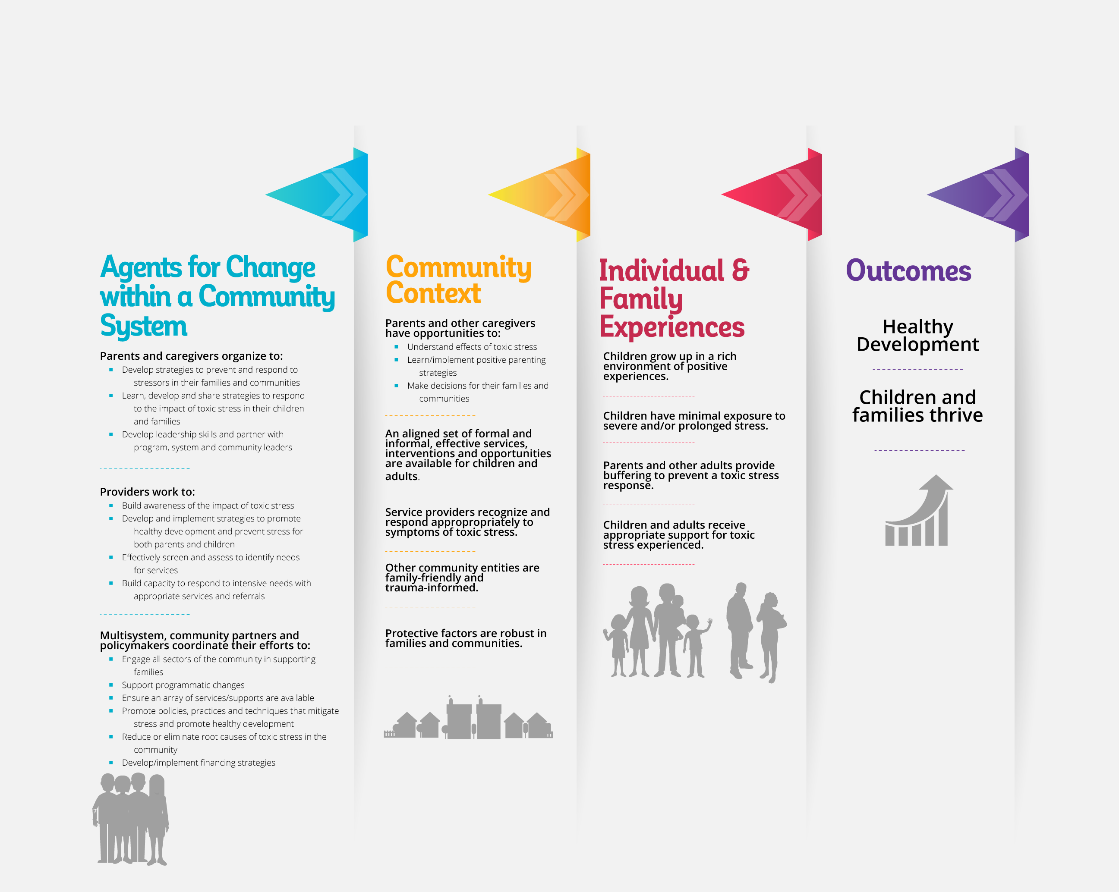 Agents for Change
within a Community
System
Parents and caregivers organize to:
Develop strategies to prevent and respond to
stressors in their families and communities
Learn, develop and share strategies to respond
to the impact of toxic stress in their children
and families
Develop leadership skills and partner with
program, system and community leaders
Providers work to:
Build awareness of the impact of toxic stress
Develop and implement strategies to promote
healthy development and prevent stress for
both parents and children
Effectively screen and assess to identify needs
for services
Build capacity to respond to intensive needs with
appropriate services and referrals
Multisystem, community partners and
policymakers coordinate their efforts to:
Engage all sectors of the community in supporting
families
Support programmatic changes
Ensure an array of services/supports are available
Promote policies, practices and techniques that mitigate
stress and promote healthy development
Reduce or eliminate root causes of toxic stress in the
community
Develop/implement financing strategies
Community
Context
Parents and other caregivers
have opportunities to:
Understand effects of toxic stress
Learn/implement positive parenting
strategies
Make decisions for their families and
communities
An aligned set of formal and
informal, effective services,
interventions and opportunities
are available for children and
adults.
Service providers recognize and
respond appropropriately to
symptoms of toxic stress.
Other community entities are
family-friendly and
trauma-informed.
Protective factors are robust in
families and communities.
Individual &
Family
Experiences
Children grow up in a rich
environment of positive
experiences.
Children have minimal exposure to
severe and/or prolonged stress.
Parents and other adults provide
buffering to prevent a toxic stress
response.
Children and adults receive
appropriate support for toxic
stress experienced.
Outcomes
Healthy
Development
Children and
families thrive